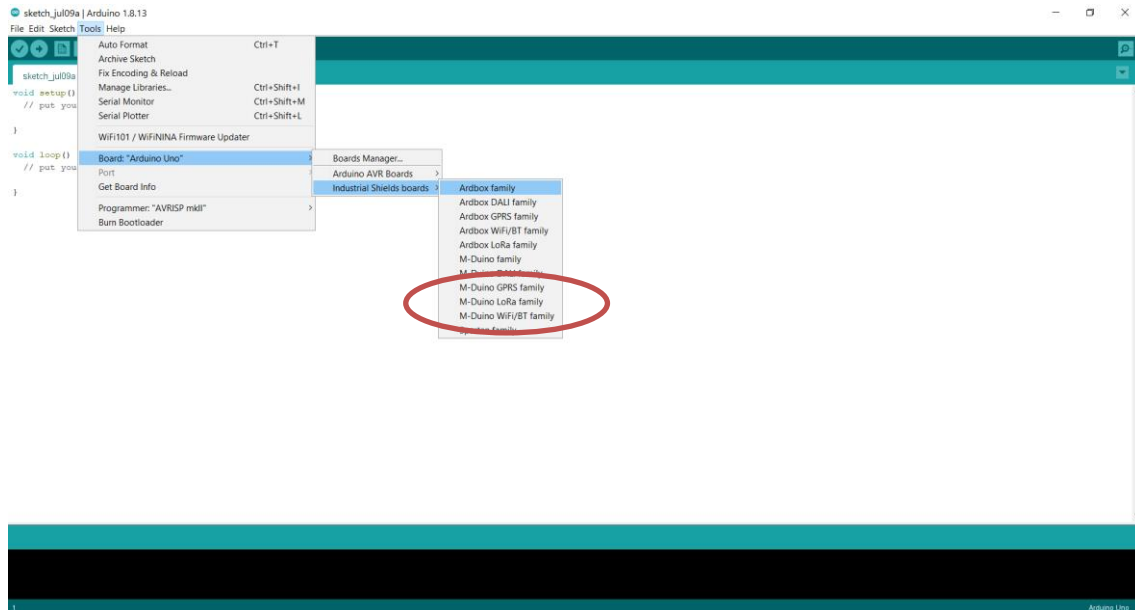 sketch_jul09a | Arduino 1.8.13
File Edit Sketch Tools Help
sketch_jul09a
void setup()
// put you
}
void loop()
// put you
}
Auto Format Ctrl+T
Archive Sketch
Fix Encoding & Reload
Manage Libraries... Ctrl+Shift+I
Serial Monitor Ctrl+Shift+M
Serial Plotter Ctrl+Shift+L
WiFi101 / WiFiNINA Firmware Updater
Board: "Arduino Uno"
Port
Get Board Info
Programmer: "AVRISP mkII"
Burn Bootloader
Boards Manager...
Arduino AVR Boards
Industrial Shields boards
Ardbox family
Ardbox DALI family
Ardbox GPRS family
Ardbox WiFi/BT family
Ardbox LoRa family
M-Duino family
M-Duino DALI family
M-Duino GPRS family
M-Duino LoRa family
M-Duino WiFi/BT family
family
1 Arduino Uno